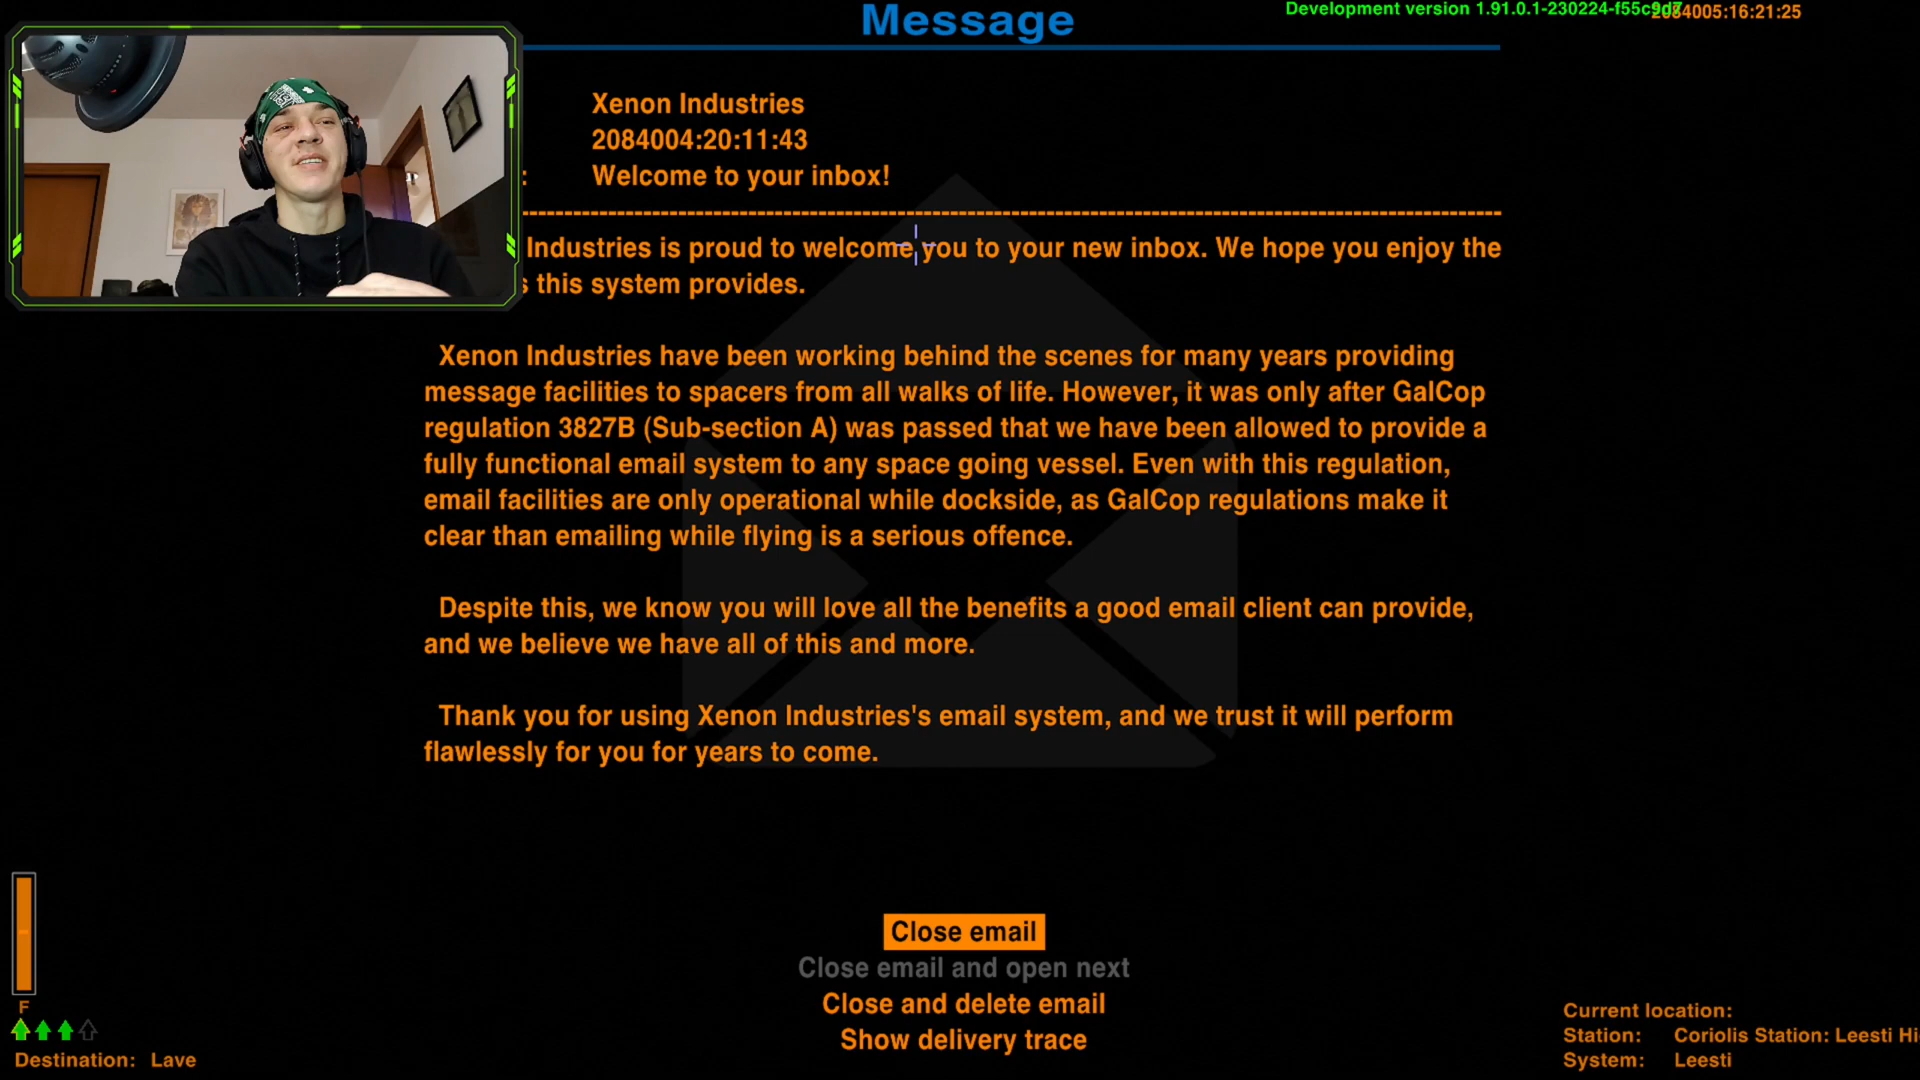 Message
Development version 1.91.0.1-230224-f55c9d7
2084005:16:21:25
Xenon Industries
2084004:20:11:43
: Welcome to your inbox!
Industries is proud to welcome you to your new inbox. We hope you enjoy the
s this system provides.
Xenon Industries have been working behind the scenes for many years providing
message facilities to spacers from all walks of life. However, it was only after GalCop
regulation 3827B (Sub-section A) was passed that we have been allowed to provide a
fully functional email system to any space going vessel. Even with this regulation,
email facilities are only operational while dockside, as GalCop regulations make it
clear than emailing while flying is a serious offence.
Despite this, we know you will love all the benefits a good email client can provide,
and we believe we have all of this and more.
Thank you for using Xenon Industries's email system, and we trust it will perform
flawlessly for you for years to come.
Close email
Close email and open next
Close and delete email
Show delivery trace
F
Destination: Lave
Current location:
Station: Coriolis Station: Leesti Hi
System: Leesti